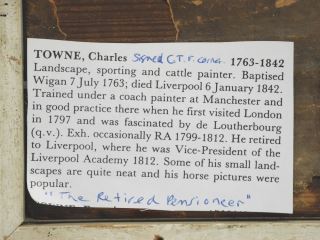 TOWNE, Charles signed C.T. F. corner 1763-1842
Landscape, sporting and cattle painter. Baptised
Wigan 7 July 1763; died Liverpool 6 January 1842.
Trained under a coach painter at Manchester and
in good practice there when he first visited London
in 1797 and was fascinated by de Loutherbourg
(q.v.). Exh. occasionally RA 1799-1812. He retired
to Liverpool, where he was Vice-President of the
Liverpool Academy 1812. Some of his small land-
scapes are quite neat and his horse pictures were
popular.
"The Retired Pensioneer"